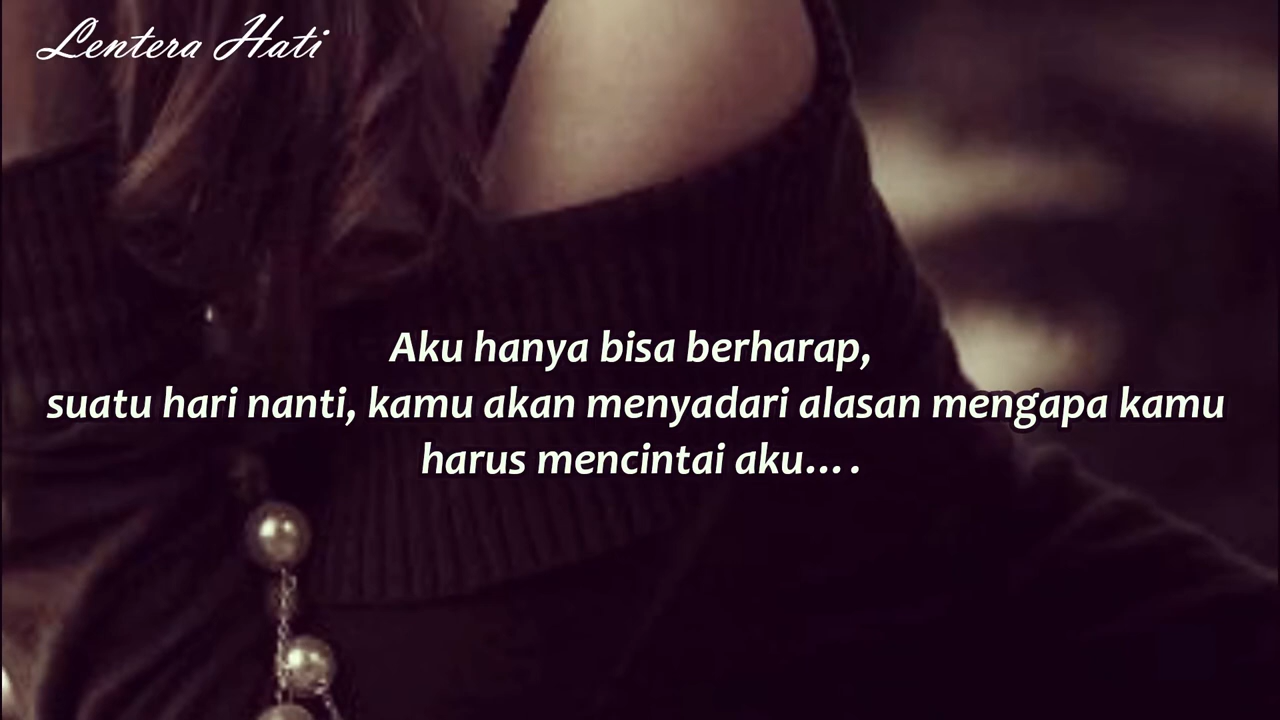 Lentera Hati
Aku hanya bisa berharap,
suatu hari nanti, kamu akan menyadari alasan mengapa kamu
harus mencintai aku... .